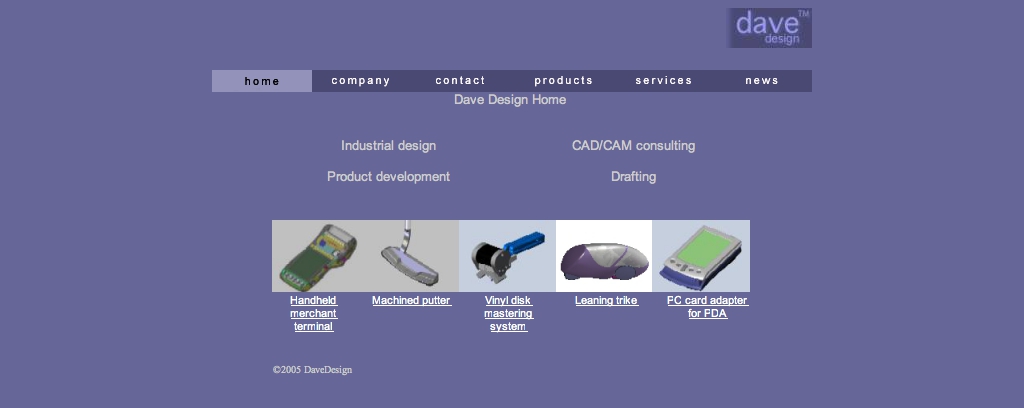 dave™
design
home company contact products services news
Dave Design Home
Industrial design CAD/CAM consulting
Product development Drafting
Handheld merchant terminal
Machined putter
Vinyl disk mastering system
Leaning trike
PC card adapter for PDA
©2005 DaveDesign